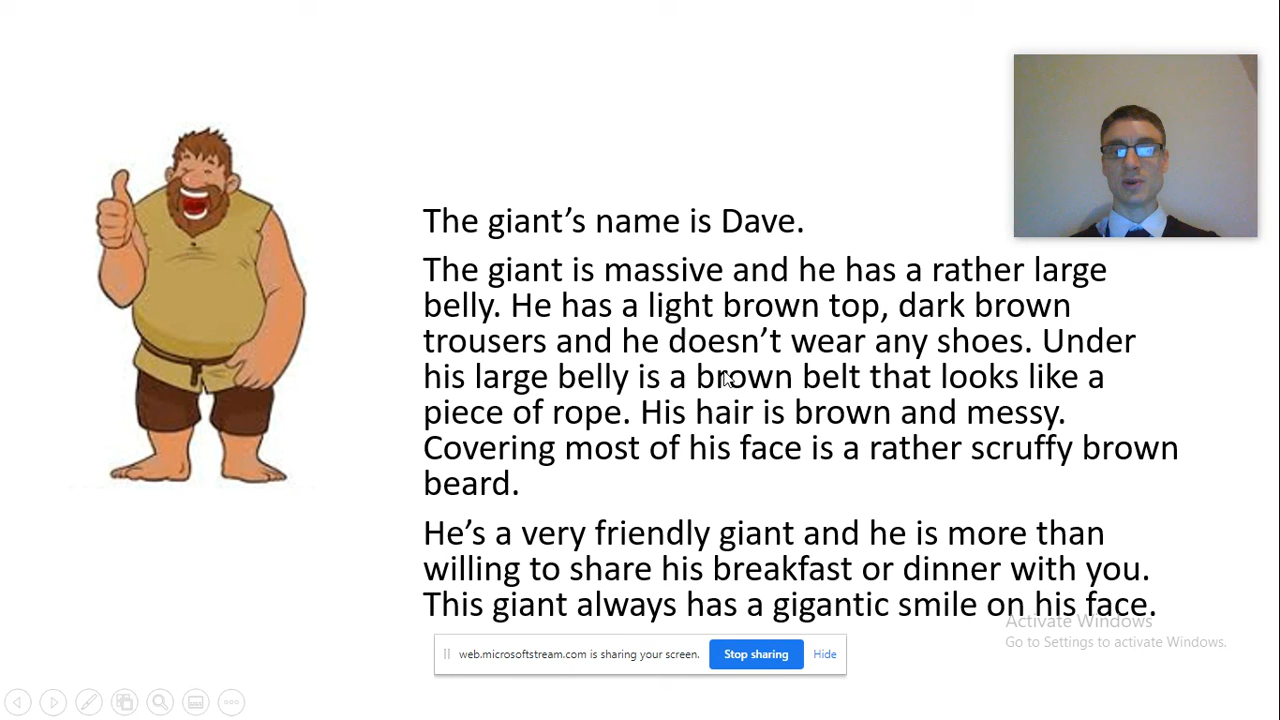 The giant’s name is Dave.
The giant is massive and he has a rather large
belly. He has a light brown top, dark brown
trousers and he doesn’t wear any shoes. Under
his large belly is a brown belt that looks like a
piece of rope. His hair is brown and messy.
Covering most of his face is a rather scruffy brown
beard.
He’s a very friendly giant and he is more than
willing to share his breakfast or dinner with you.
This giant always has a gigantic smile on his face.
Activate Windows
Go to Settings to activate Windows.
web.microsoftstream.com is sharing your screen.
Stop sharing
Hide